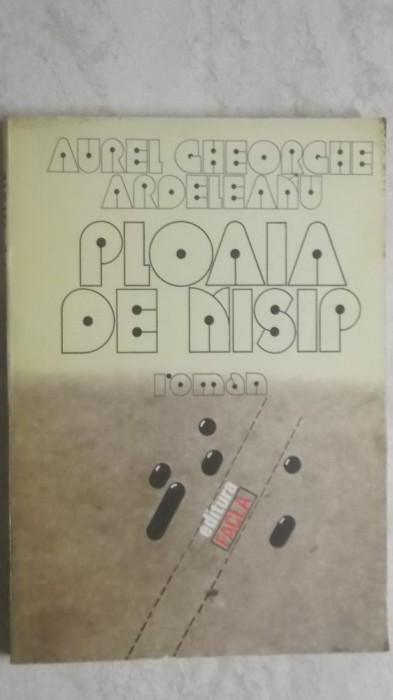 AUREL GHEORGHE
ARDELEANU
PLOAIA
DE NISIP
roman
editura
FACLA